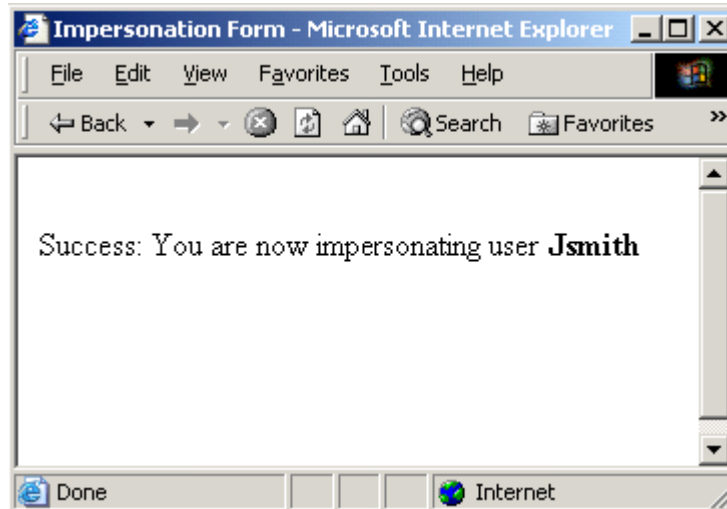 Impersonation Form - Microsoft Internet Explorer
File Edit View Favorites Tools Help
Back Search Favorites »
Success: You are now impersonating user Jsmith
Done Internet